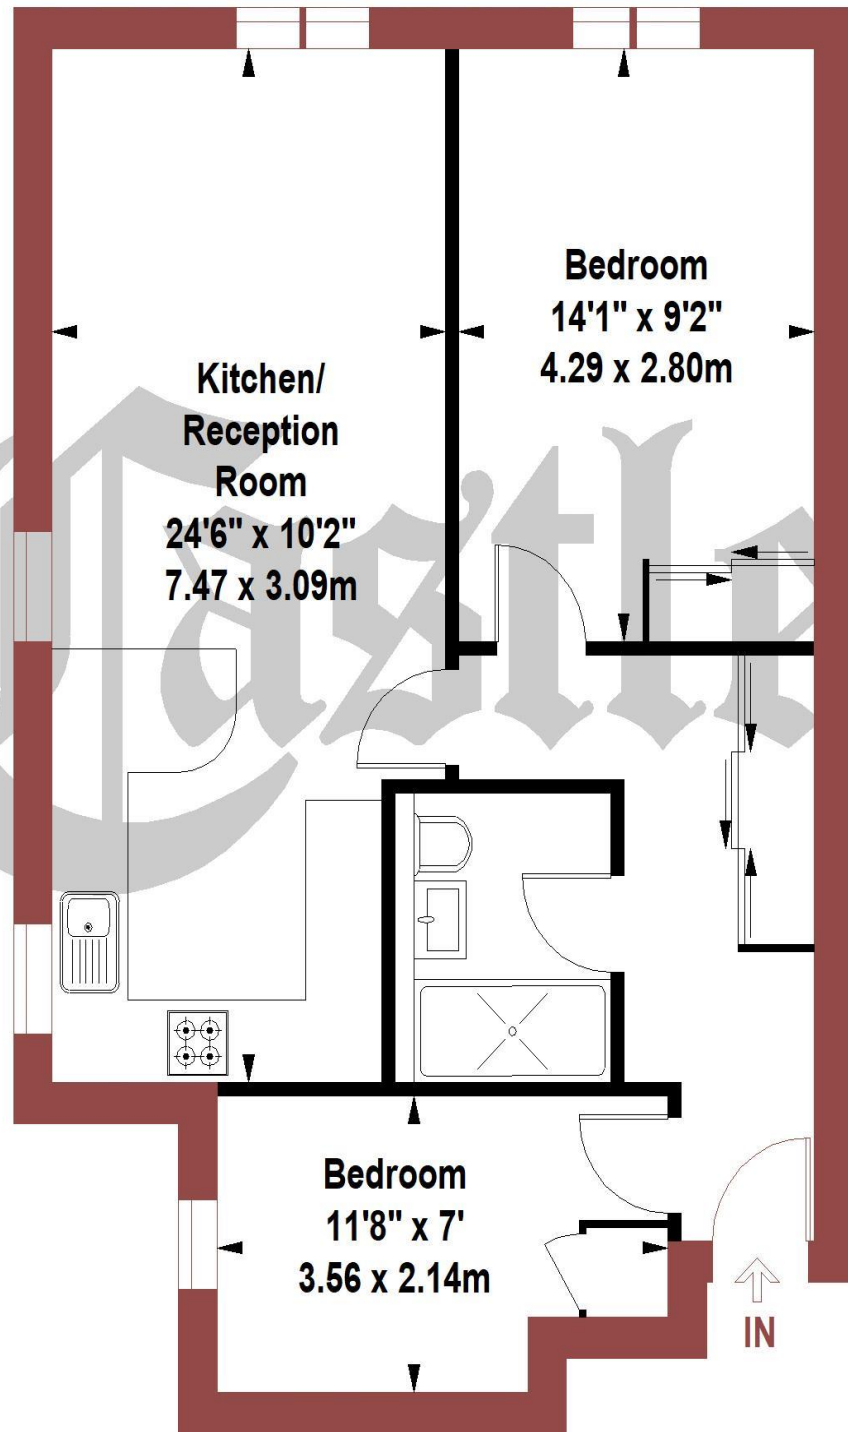 Bedroom
14'1" x 9'2"
4.29 x 2.80m
Kitchen/
Reception
Room
24'6" x 10'2"
7.47 x 3.09m
Castle
Bedroom
11'8" x 7'
3.56 x 2.14m
IN